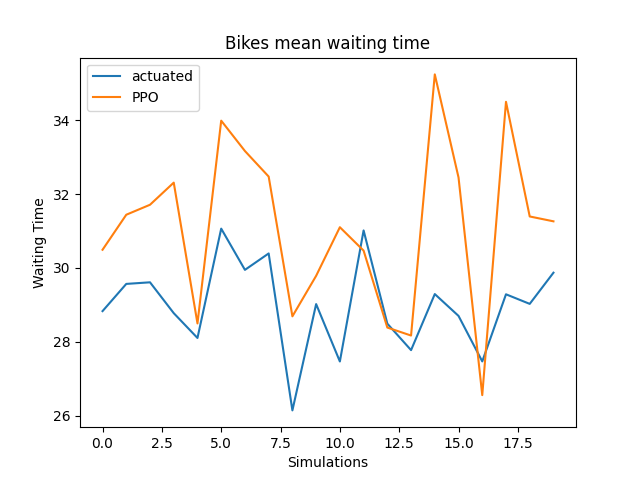 Bikes mean waiting time
actuated
PPO
Waiting Time
34
32
30
28
26
0.0 2.5 5.0 7.5 10.0 12.5 15.0 17.5
Simulations